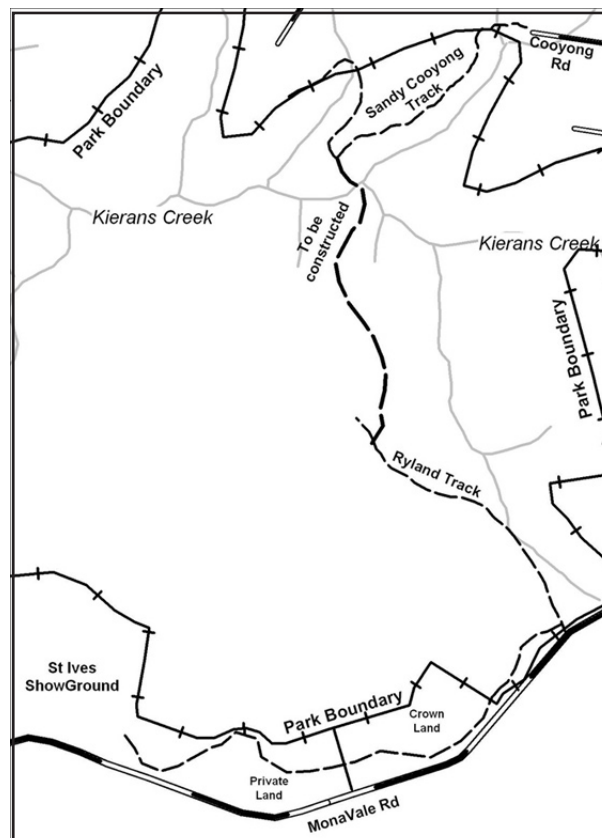 Cooyong
Rd
Sandy Cooyong
Track
Park Boundary
Kierans Creek
To be
constructed
Kierans Creek
Park Boundary
Ryland Track
St Ives
ShowGround
Park Boundary
Crown
Land
Private
Land
MonaVale Rd